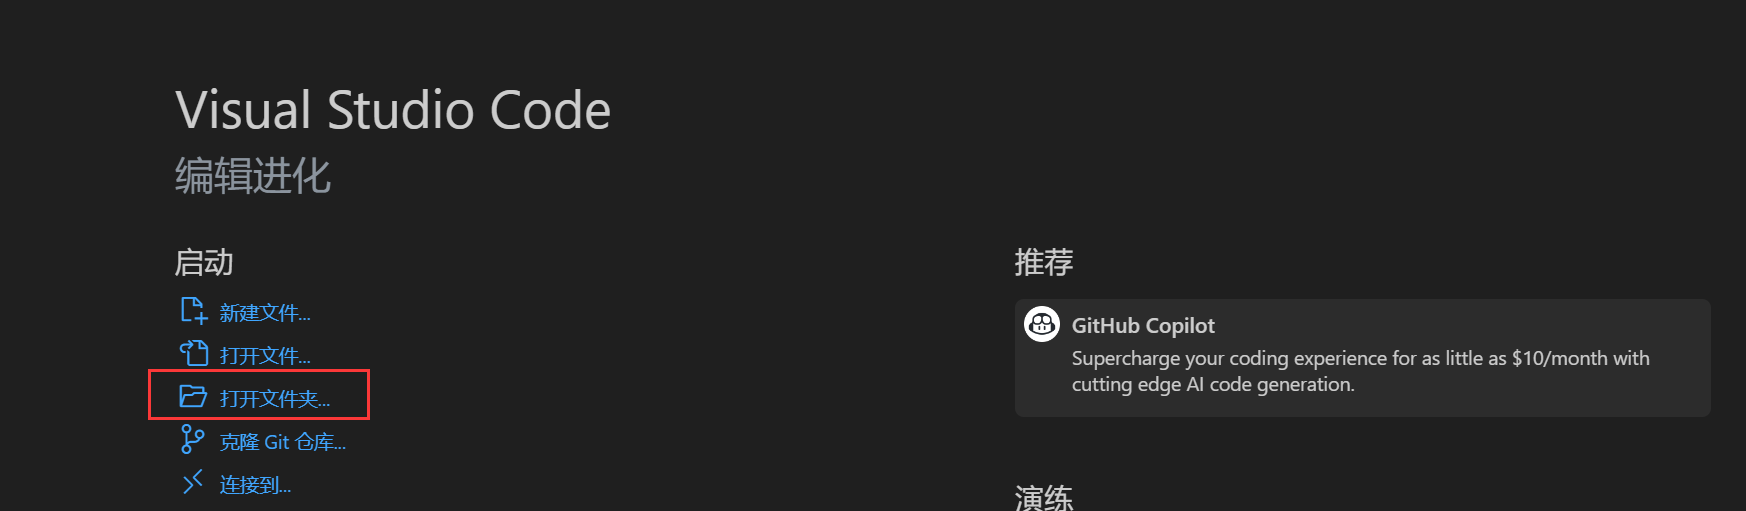 Visual Studio Code
编辑进化
启动
新建文件...
打开文件...
打开文件夹...
克隆 Git 仓库...
连接到...
推荐
GitHub Copilot
Supercharge your coding experience for as little as $10/month with
cutting edge AI code generation.
演练